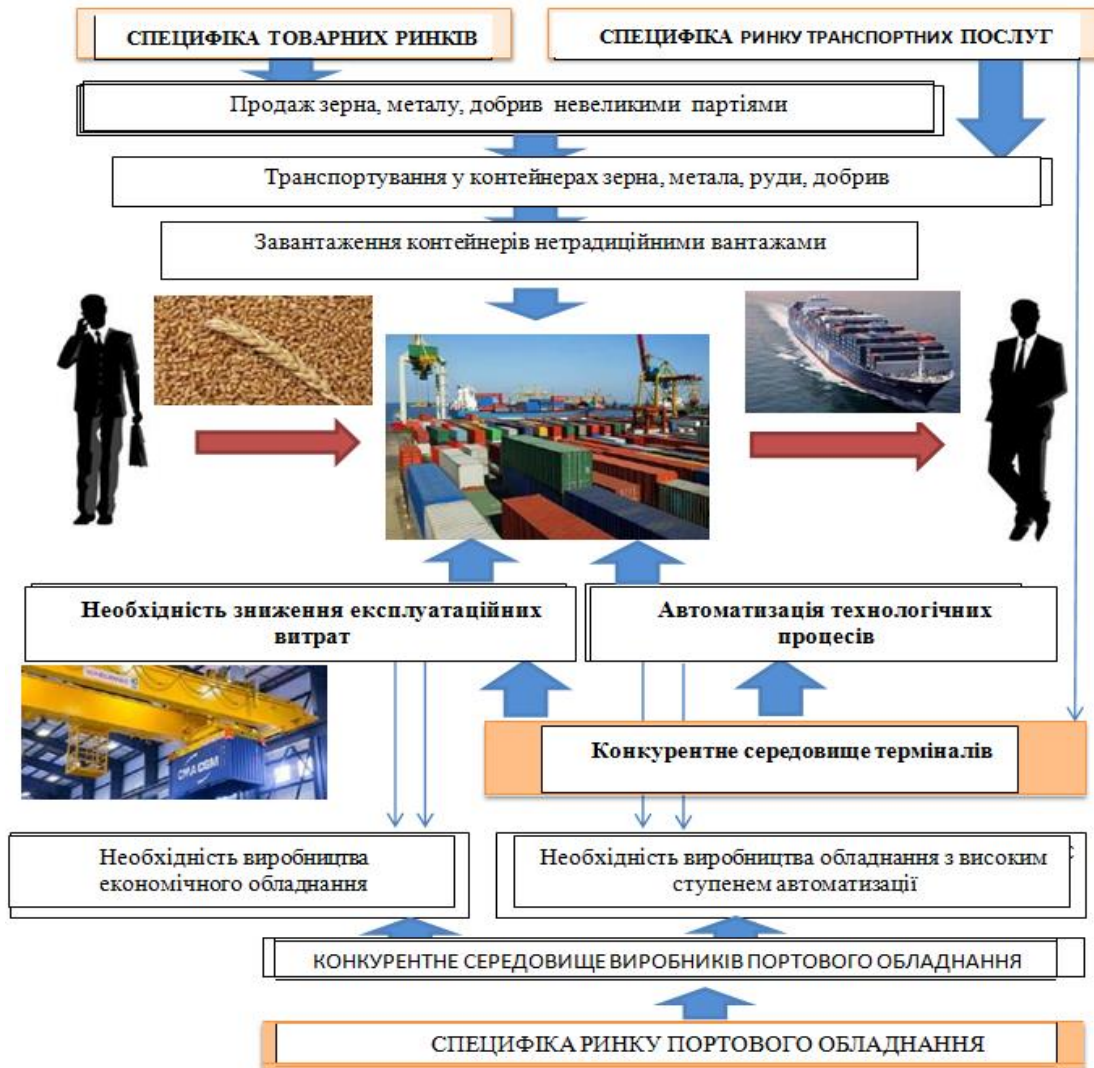 СПЕЦИФІКА ТОВАРНИХ РИНКІВ
СПЕЦИФІКА РИНКУ ТРАНСПОРТНИХ ПОСЛУГ
Продаж зерна, металу, добрив невеликими партіями
Транспортування у контейнерах зерна, метала, руди, добрив
Завантаження контейнерів нетрадиційними вантажами
Необхідність зниження експлуатаційних
витрат
Автоматизація технологічних
процесів
CMA CGM
Конкурентне середовище терміналів
Необхідність виробництва
економічного обладнання
Необхідність виробництва обладнання з високим
ступенем автоматизації
КОНКУРЕНТНЕ СЕРЕДОВИЩЕ ВИРОБНИКІВ ПОРТОВОГО ОБЛАДНАННЯ
СПЕЦИФІКА РИНКУ ПОРТОВОГО ОБЛАДНАННЯ